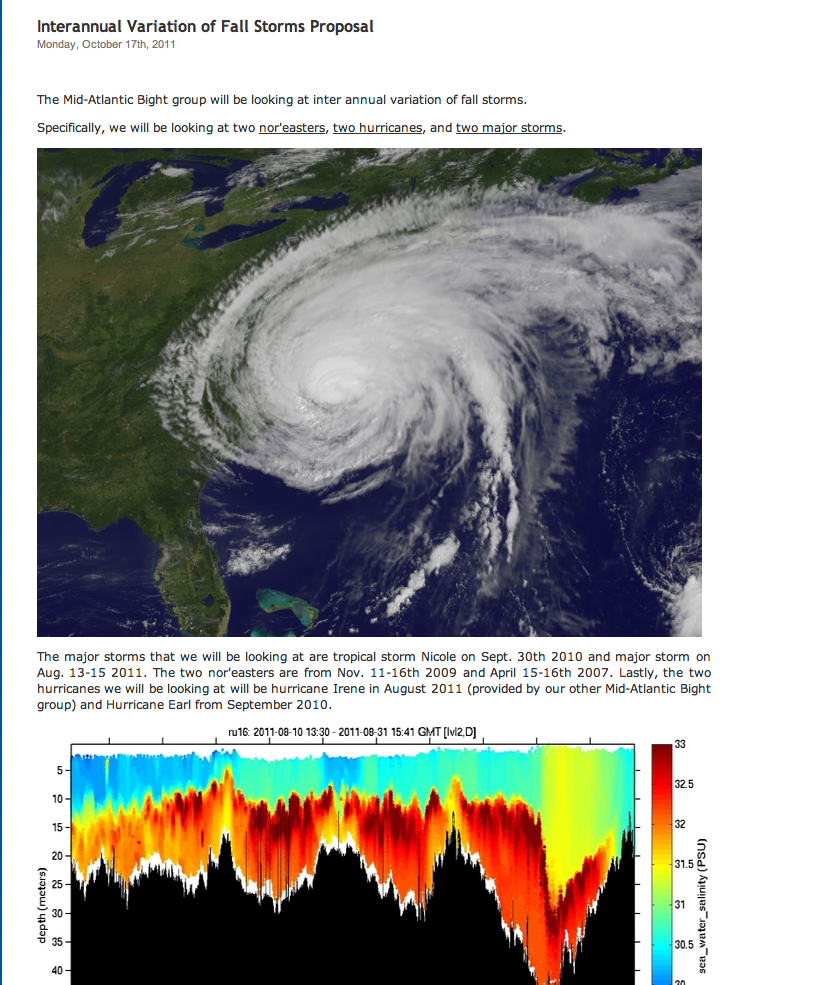 Interannual Variation of Fall Storms Proposal
Monday, October 17th, 2011
The Mid-Atlantic Bight group will be looking at inter annual variation of fall storms.
Specifically, we will be looking at two nor'easters, two hurricanes, and two major storms.
The major storms that we will be looking at are tropical storm Nicole on Sept. 30th 2010 and major storm on
Aug. 13-15 2011. The two nor'easters are from Nov. 11-16th 2009 and April 15-16th 2007. Lastly, the two
hurricanes we will be looking at will be hurricane Irene in August 2011 (provided by our other Mid-Atlantic Bight
group) and Hurricane Earl from September 2010.
ru16: 2011-08-10 13:30 - 2011-08-31 15:41 GMT [lvl2,D]
5
10
15
20
25
30
35
40
depth (meters)
33
32.5
32
31.5
31
30.5
30
sea_water_salinity (PSU)